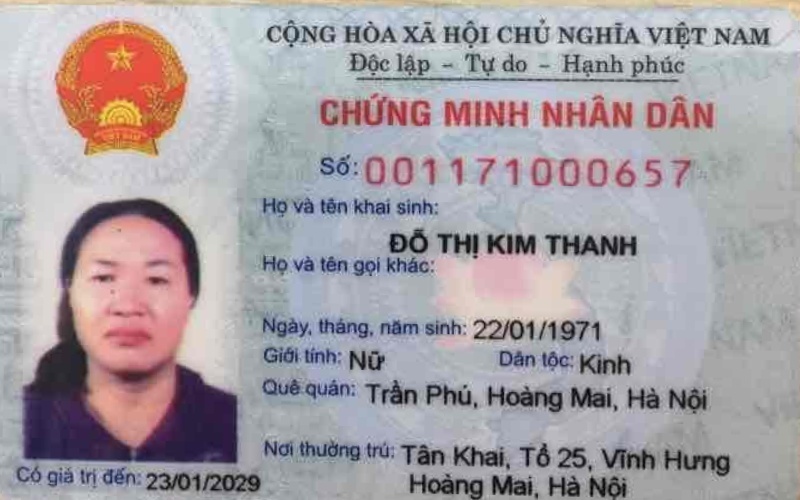 CỘNG HÒA XÃ HỘI CHỦ NGHĨA VIỆT NAM
Độc lập - Tự do - Hạnh phúc
CHỨNG MINH NHÂN DÂN
Số: 001171000657
Họ và tên khai sinh:
ĐỖ THỊ KIM THANH
Họ và tên gọi khác:
Ngày, tháng, năm sinh: 22/01/1971
Giới tính: Nữ Dân tộc: Kinh
Quê quán: Trần Phú, Hoàng Mai, Hà Nội
Nơi thường trú: Tân Khai, Tổ 25, Vĩnh Hưng
Hoàng Mai, Hà Nội
Có giá trị đến: 23/01/2029